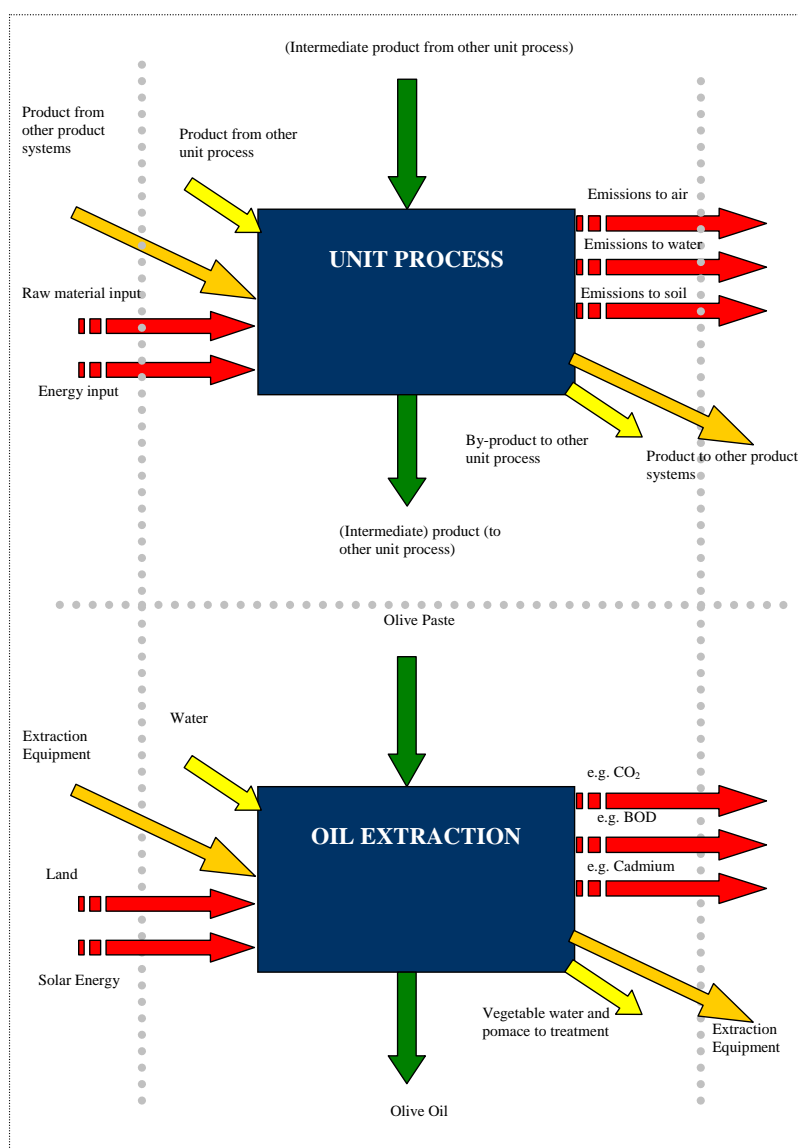 (Intermediate product from other unit process)
Product from
other product
systems
Product from other
unit process
Emissions to air
UNIT PROCESS
Emissions to water
Raw material input
Emissions to soil
Energy input
By-product to other
unit process
Product to other product
systems
(Intermediate) product (to
other unit process)
Olive Paste
Water
Extraction
Equipment
e.g. CO₂
OIL EXTRACTION
e.g. BOD
Land
e.g. Cadmium
Solar Energy
Vegetable water and
pomace to treatment
Extraction
Equipment
Olive Oil